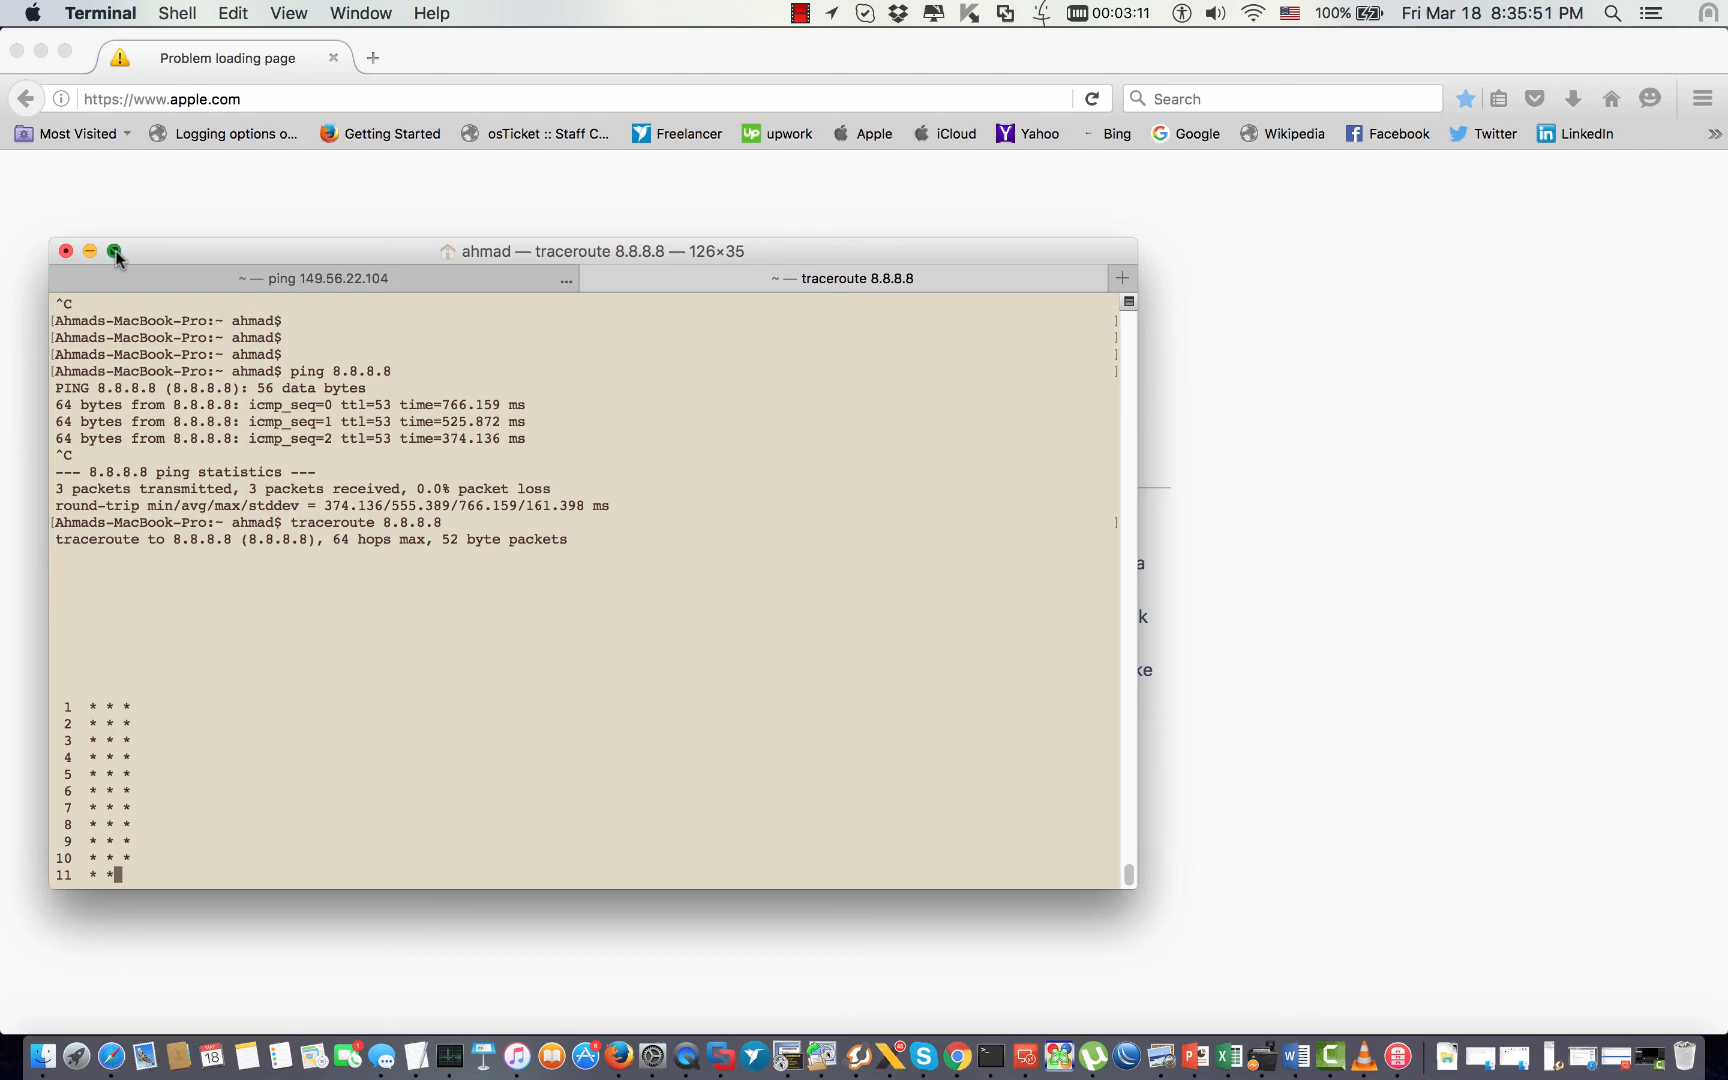 Terminal Shell Edit View Window Help 00:03:11 100% Fri Mar 18 8:35:51 PM
Problem loading page
https://www.apple.com Search
Most Visited Logging options o... Getting Started osTicket :: Staff C... Freelancer upwork Apple iCloud Yahoo Bing Google Wikipedia Facebook Twitter LinkedIn »
ahmad — traceroute 8.8.8.8 — 126×35
~ — ping 149.56.22.104 ... ~ — traceroute 8.8.8.8
^C
[Ahmads-MacBook-Pro:~ ahmad$ ]
[Ahmads-MacBook-Pro:~ ahmad$ ]
[Ahmads-MacBook-Pro:~ ahmad$ ]
[Ahmads-MacBook-Pro:~ ahmad$ ping 8.8.8.8 ]
PING 8.8.8.8 (8.8.8.8): 56 data bytes
64 bytes from 8.8.8.8: icmp_seq=0 ttl=53 time=766.159 ms
64 bytes from 8.8.8.8: icmp_seq=1 ttl=53 time=525.872 ms
64 bytes from 8.8.8.8: icmp_seq=2 ttl=53 time=374.136 ms
^C
--- 8.8.8.8 ping statistics ---
3 packets transmitted, 3 packets received, 0.0% packet loss
round-trip min/avg/max/stddev = 374.136/555.389/766.159/161.398 ms
[Ahmads-MacBook-Pro:~ ahmad$ traceroute 8.8.8.8 ]
traceroute to 8.8.8.8 (8.8.8.8), 64 hops max, 52 byte packets
a
k
ke
1 * * *
2 * * *
3 * * *
4 * * *
5 * * *
6 * * *
7 * * *
8 * * *
9 * * *
10 * * *
11 * *